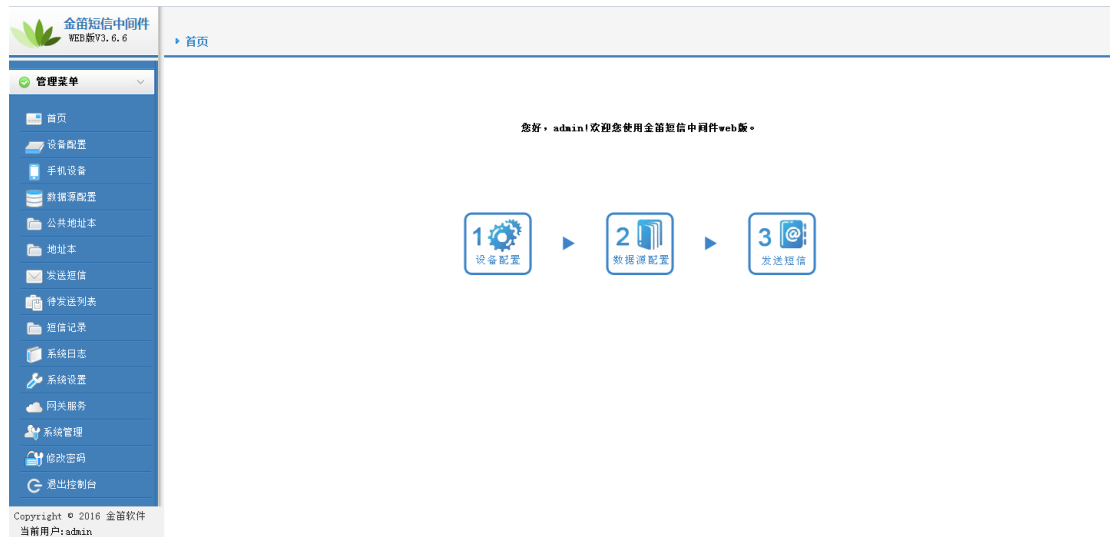 金笛短信中间件
WEB版V3.6.6
首页
管理菜单
首页
设备配置
手机设备
数据源配置
公共地址本
地址本
发送短信
待发送列表
短信记录
系统日志
系统设置
网关服务
系统管理
修改密码
退出控制台
Copyright © 2016 金笛软件
当前用户:admin
您好，admin!欢迎您使用金笛短信中间件web版。
1
设备配置
2
数据源配置
3
发送短信